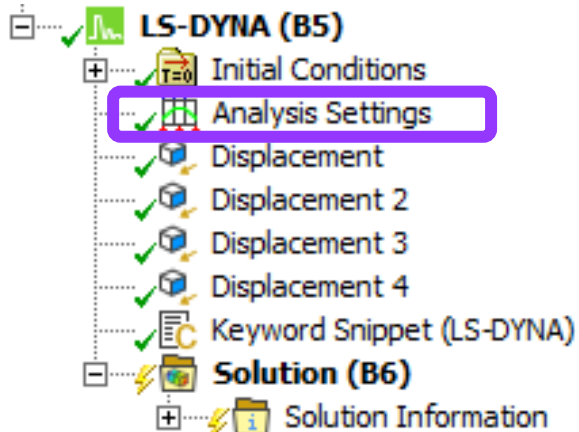 LS-DYNA (B5)
T=0 Initial Conditions
Analysis Settings
Displacement
Displacement 2
Displacement 3
Displacement 4
Keyword Snippet (LS-DYNA)
Solution (B6)
Solution Information